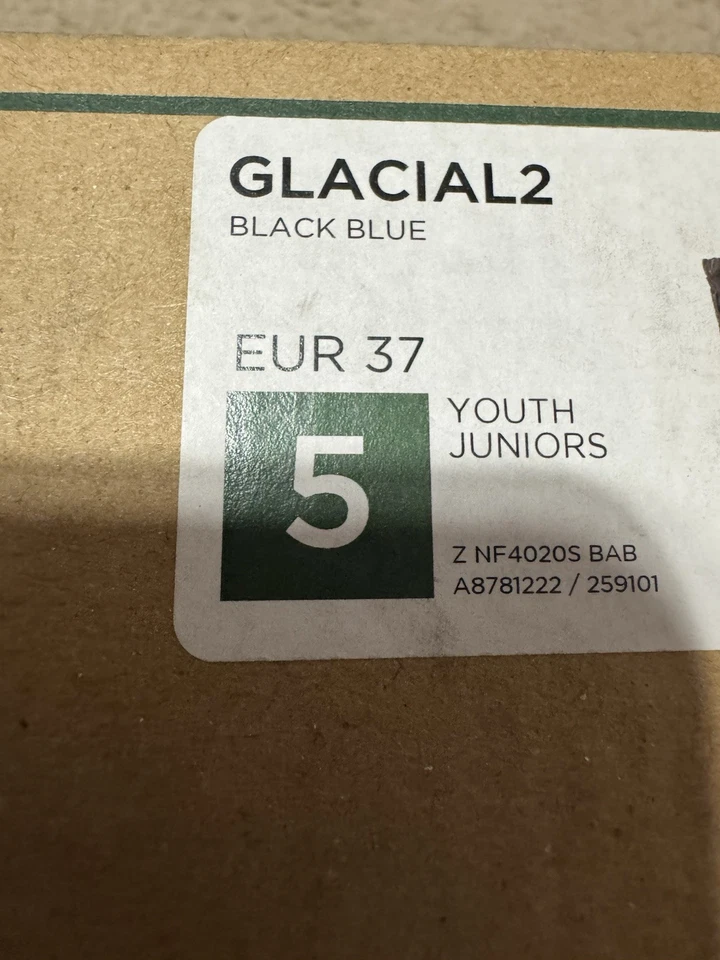 GLACIAL2
BLACK BLUE
EUR 37
5
YOUTH
JUNIORS
Z NF4020S BAB
A8781222 / 259101